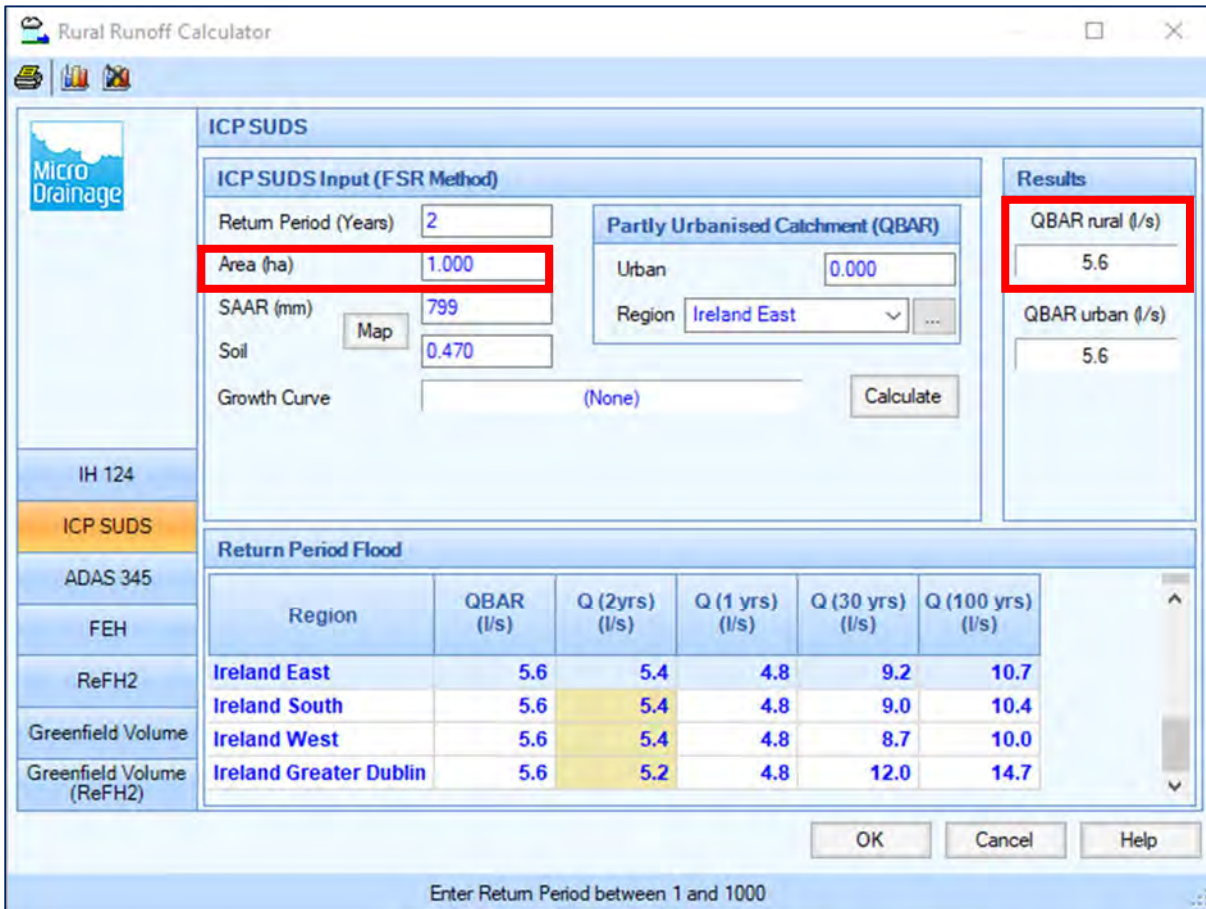 Rural Runoff Calculator
Micro
Drainage
ICP SUDS
ICP SUDS Input (FSR Method)
Return Period (Years) 2
Area (ha) 1.000
SAAR (mm) 799
Map
Soil 0.470
Growth Curve (None)
Calculate
Partly Urbanised Catchment (QBAR)
Urban 0.000
Region Ireland East ...
Results
QBAR rural (l/s)
5.6
QBAR urban (l/s)
5.6
IH 124
ICP SUDS
ADAS 345
FEH
ReFH2
Greenfield Volume
Greenfield Volume
(ReFH2)
Return Period Flood
Region QBAR (l/s) Q (2yrs) (l/s) Q (1 yrs) (l/s) Q (30 yrs) (l/s) Q (100 yrs) (l/s)
Ireland East 5.6 5.4 4.8 9.2 10.7
Ireland South 5.6 5.4 4.8 9.0 10.4
Ireland West 5.6 5.4 4.8 8.7 10.0
Ireland Greater Dublin 5.6 5.2 4.8 12.0 14.7
OK Cancel Help
Enter Return Period between 1 and 1000